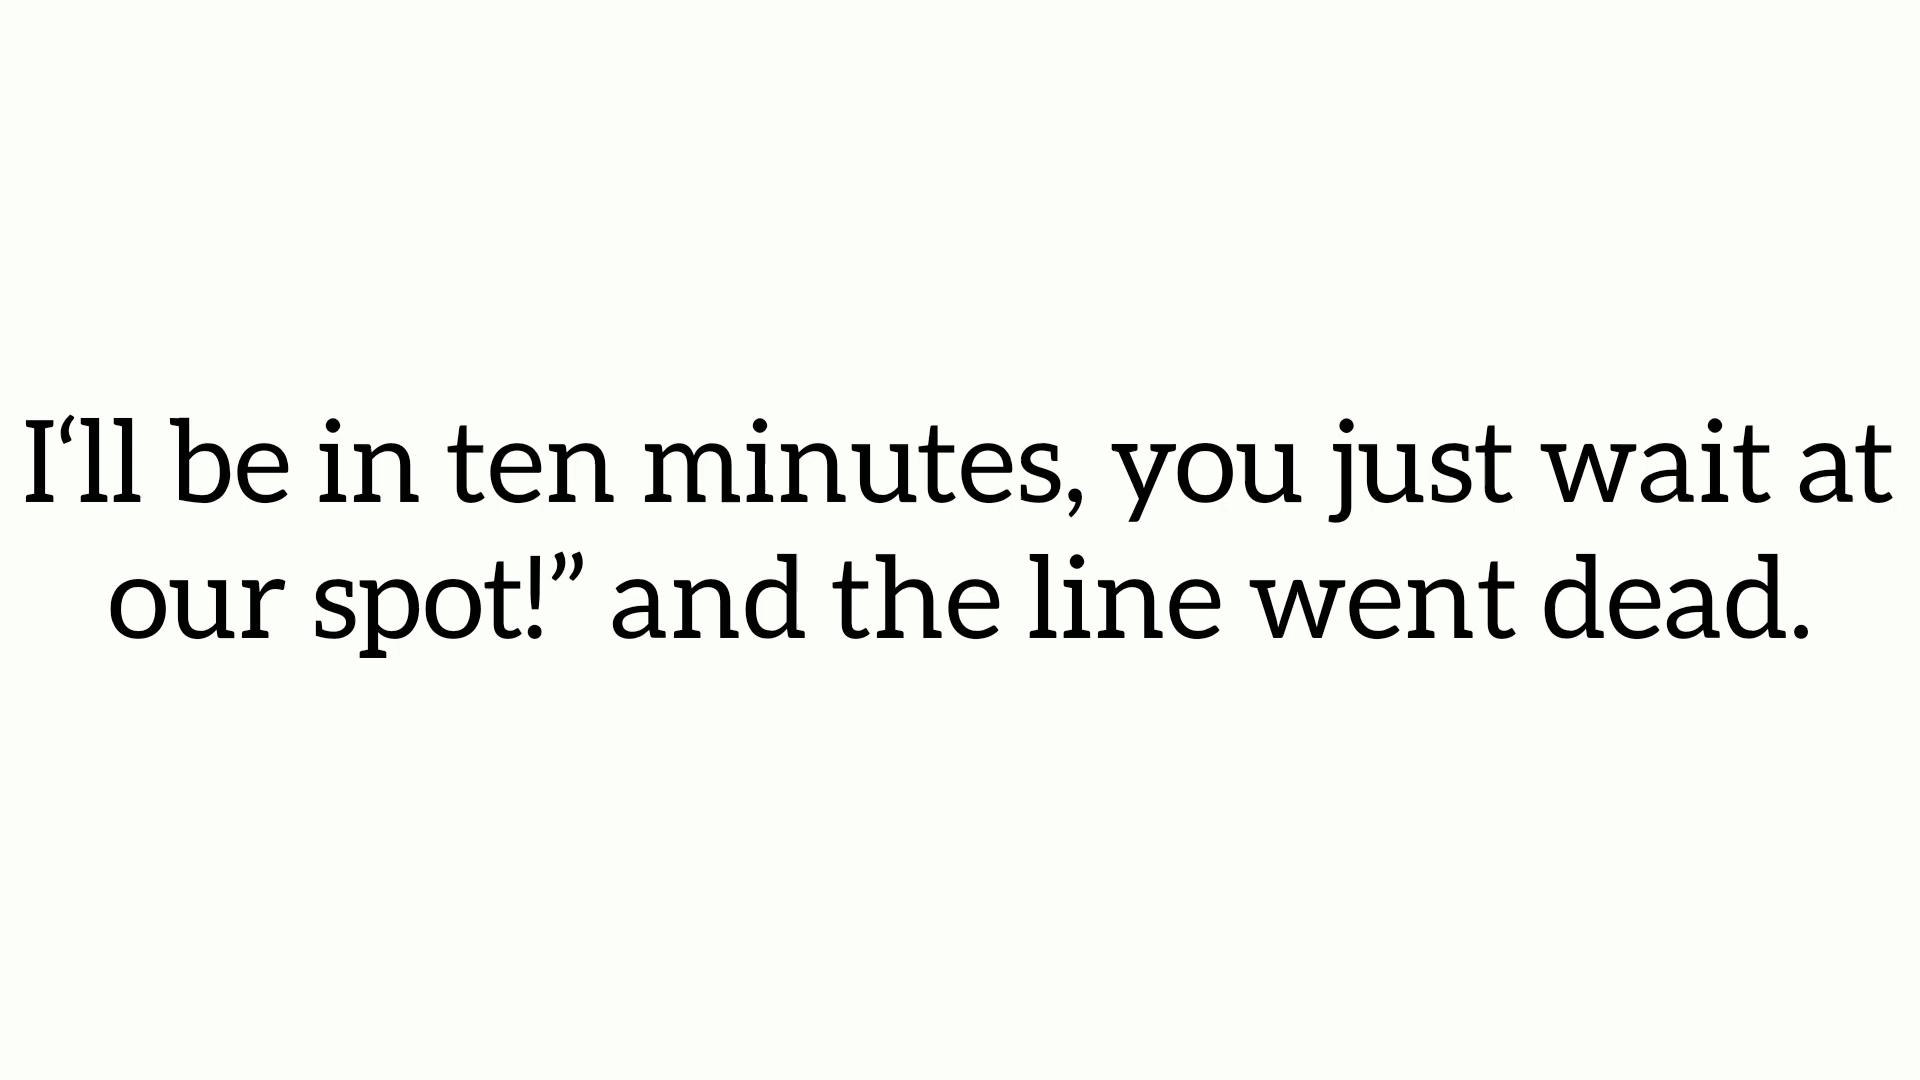 I‘ll be in ten minutes, you just wait at
our spot!” and the line went dead.